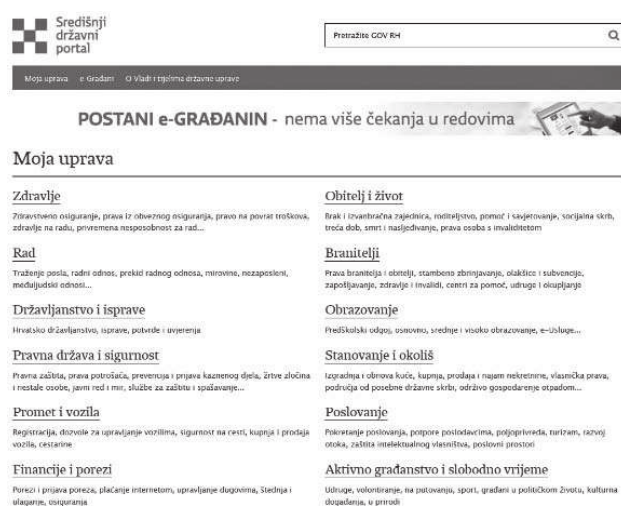 Središnji
državni
portal
Pretražite GOV RH
Moja uprava e-Građani O Vladi i tijelima državne uprave
POSTANI e-GRAĐANIN - nema više čekanja u redovima
Moja uprava
Zdravlje
Zdravstveno osiguranje, prava iz obveznog osiguranja, pravo na povrat troškova,
zdravlje na radu, privremena nesposobnost za rad...
Rad
Traženje posla, radni odnos, prekid radnog odnosa, mirovine, nezaposleni,
međuljudski odnosi...
Državljanstvo i isprave
Hrvatsko državljanstvo, isprave, potvrde i uvjerenja
Pravna država i sigurnost
Pravna zaštita, prava potrošača, prevencija i prijava kaznenog djela, žrtve zločina
i nestale osobe, javni red i mir, službe za zaštitu i spašavanje...
Promet i vozila
Registracija, dozvole za upravljanje vozilima, sigurnost na cesti, kupnja i prodaja
vozila, cestarine
Financije i porezi
Porezi i prijava poreza, plaćanje internetom, upravljanje dugovima, štednja i
ulaganje, osiguranja
Obitelj i život
Brak i izvanbračna zajednica, roditeljstvo, pomoć i savjetovanje, socijalna skrb,
treća dob, smrt i nasljeđivanje, prava osoba s invaliditetom
Branitelji
Prava branitelja i obitelji, stambeno zbrinjavanje, olakšice i subvencije,
zapošljavanje, zdravlje i invalidi, centri za pomoć, udruge i okupljanje
Obrazovanje
Predškolski odgoj, osnovno, srednje i visoko obrazovanje, e-Usluge...
Stanovanje i okoliš
Izgradnja i obnova kuće, kupnja, prodaja i najam nekretnine, vlasnička prava,
područja od posebne državne skrbi, održivo gospodarenje otpadom...
Poslovanje
Pokretanje poslovanja, potpore poslodavcima, poljoprivreda, turizam, razvoj
otoka, zaštita intelektualnog vlasništva, poslovni prostori
Aktivno građanstvo i slobodno vrijeme
Udruge, volontiranje, na putovanju, sport, građani u političkom životu, kulturna
događanja, u prirodi